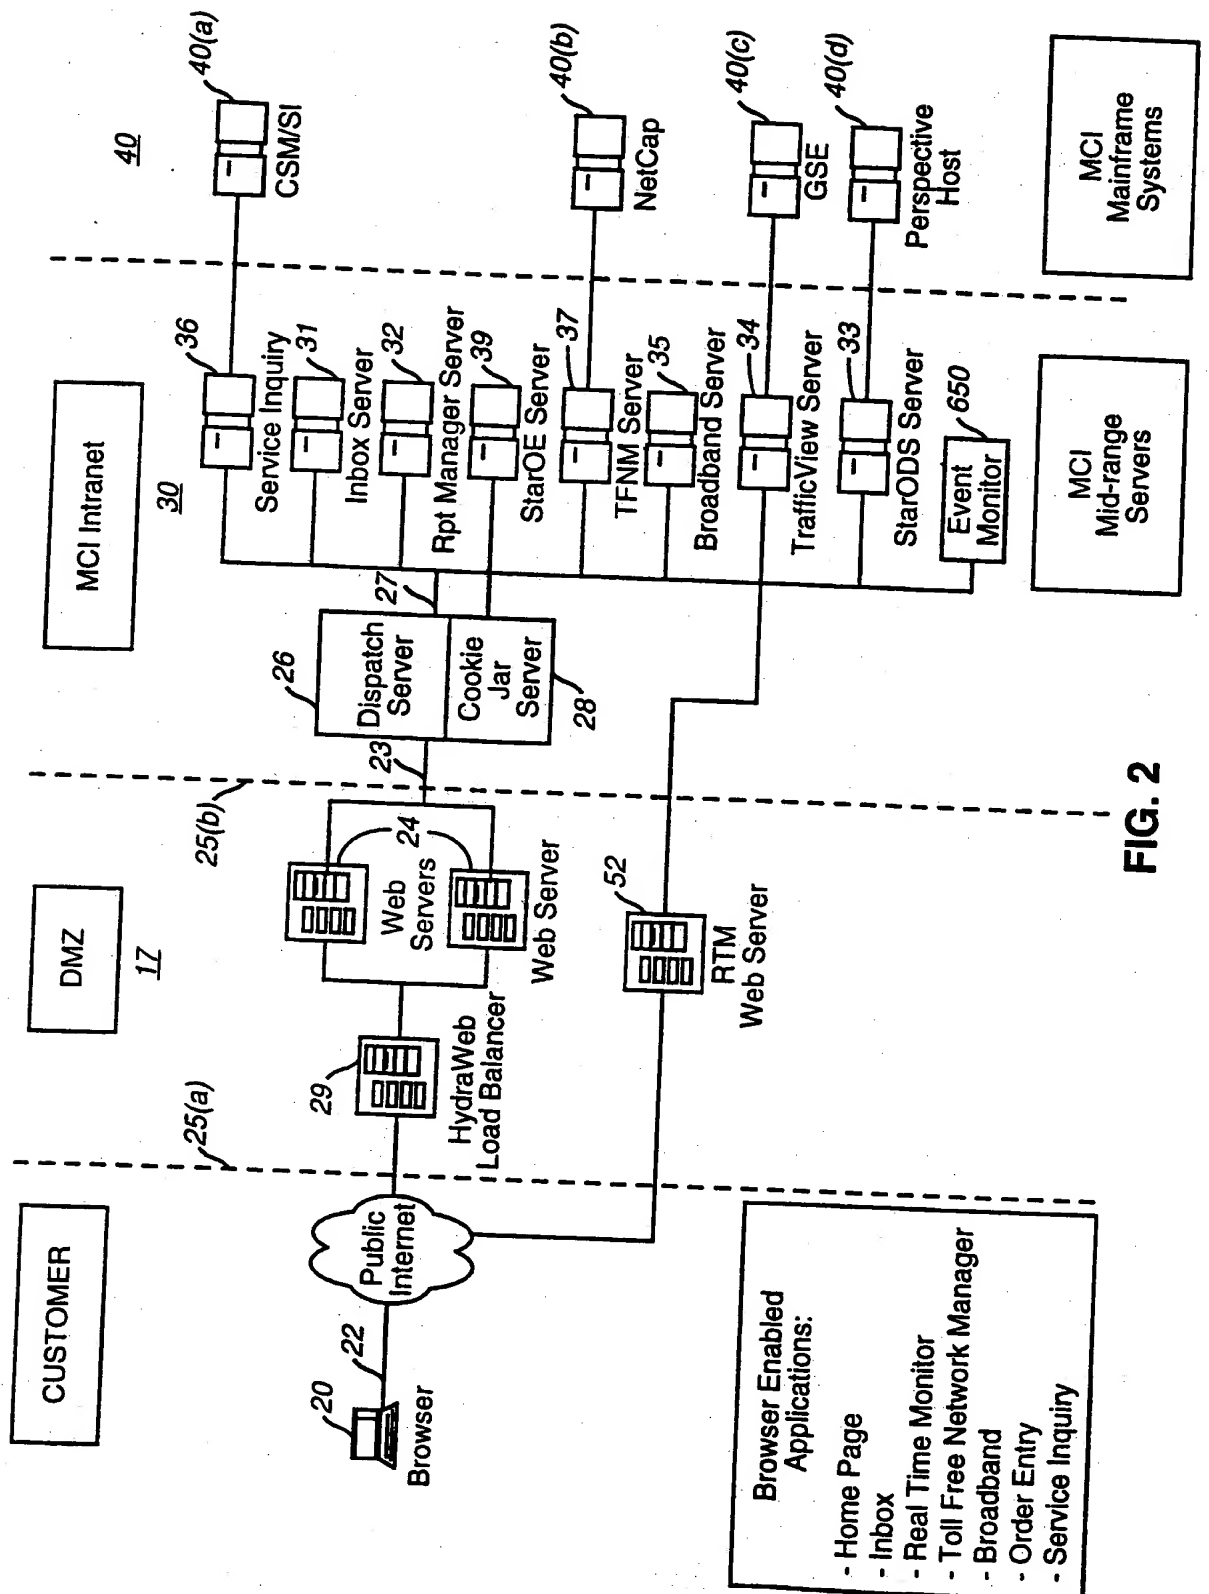 CUSTOMER
DMZ
17
MCI Intranet
30
40
25(a)
25(b)
20
Browser
22
Public
Internet
29
HydraWeb
Load Balancer
24
Web
Servers
Web Server
52
RTM
Web Server
23
26
Dispatch
Server
Cookie
Jar
Server
28
27
36
Service Inquiry
31
Inbox Server
32
Rpt Manager Server
39
StarOE Server
37
TFNM Server
35
Broadband Server
34
TrafficView Server
33
StarODS Server
650
Event
Monitor
40(a)
CSM/SI
40(b)
NetCap
40(c)
GSE
40(d)
Perspective
Host
Browser Enabled
Applications:
- Home Page
- Inbox
- Real Time Monitor
- Toll Free Network Manager
- Broadband
- Order Entry
- Service Inquiry
MCI
Mid-range
Servers
MCI
Mainframe
Systems
FIG. 2